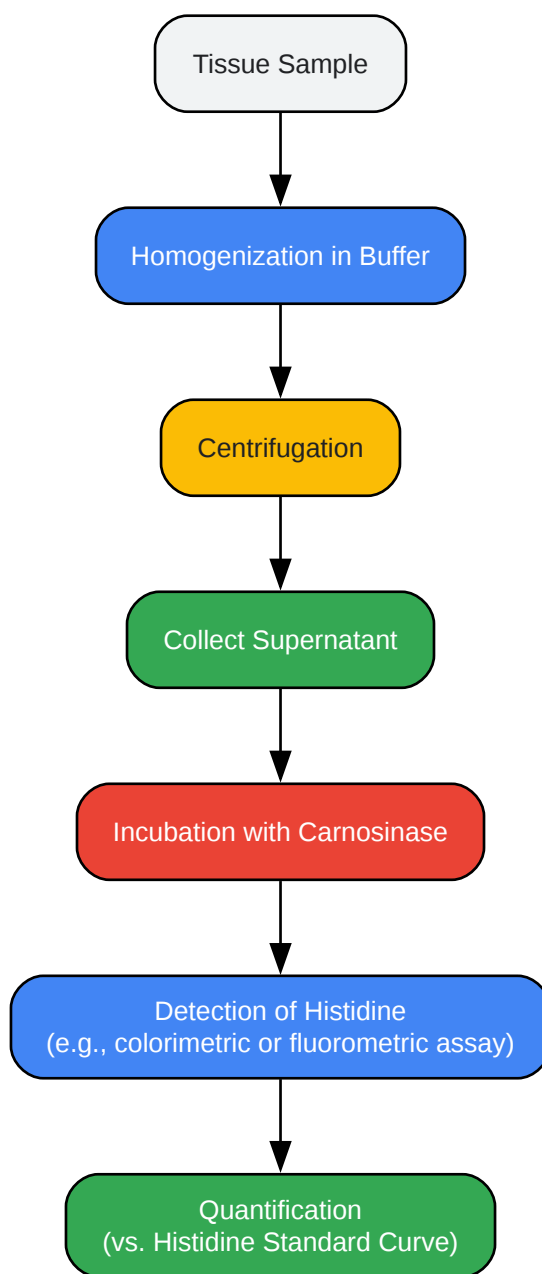 Tissue Sample
Homogenization in Buffer
Centrifugation
Collect Supernatant
Incubation with Carnosinase
Detection of Histidine
(e.g., colorimetric or fluorometric assay)
Quantification
(vs. Histidine Standard Curve)